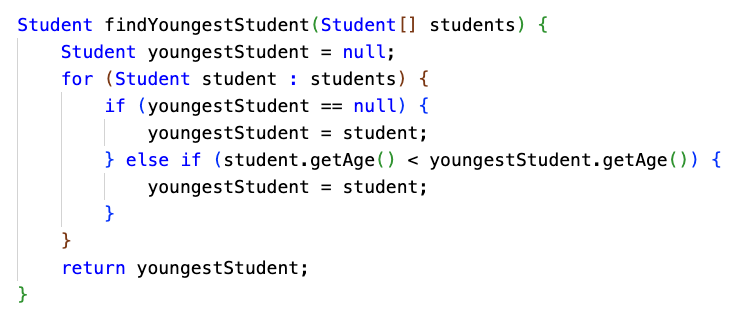 Student findYoungestStudent(Student[] students) {
    Student youngestStudent = null;
    for (Student student : students) {
        if (youngestStudent == null) {
            youngestStudent = student;
        } else if (student.getAge() < youngestStudent.getAge()) {
            youngestStudent = student;
        }
    }
    return youngestStudent;
}